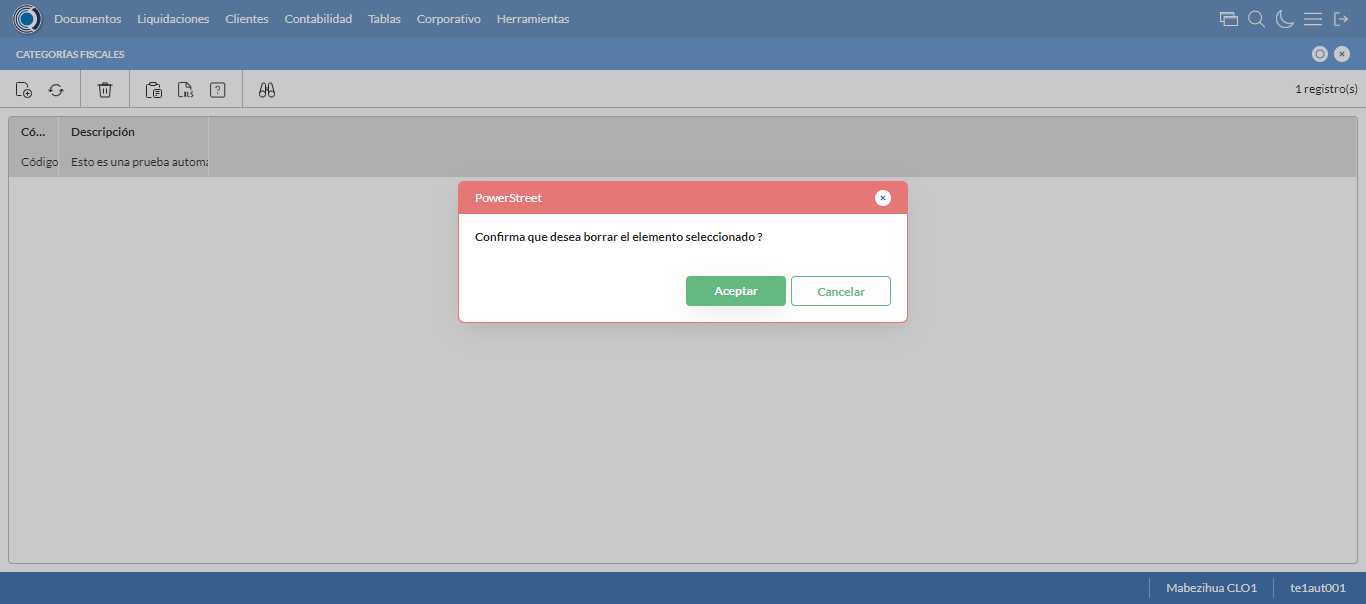 Documentos Liquidaciones Clientes Contabilidad Tablas Corporativo Herramientas
CATEGORÍAS FISCALES
XLS ? 1 registro(s)
Có... Descripción
Código Esto es una prueba automa
PowerStreet
Confirma que desea borrar el elemento seleccionado ?
Aceptar Cancelar
Mabezihua CLO1 te1aut001